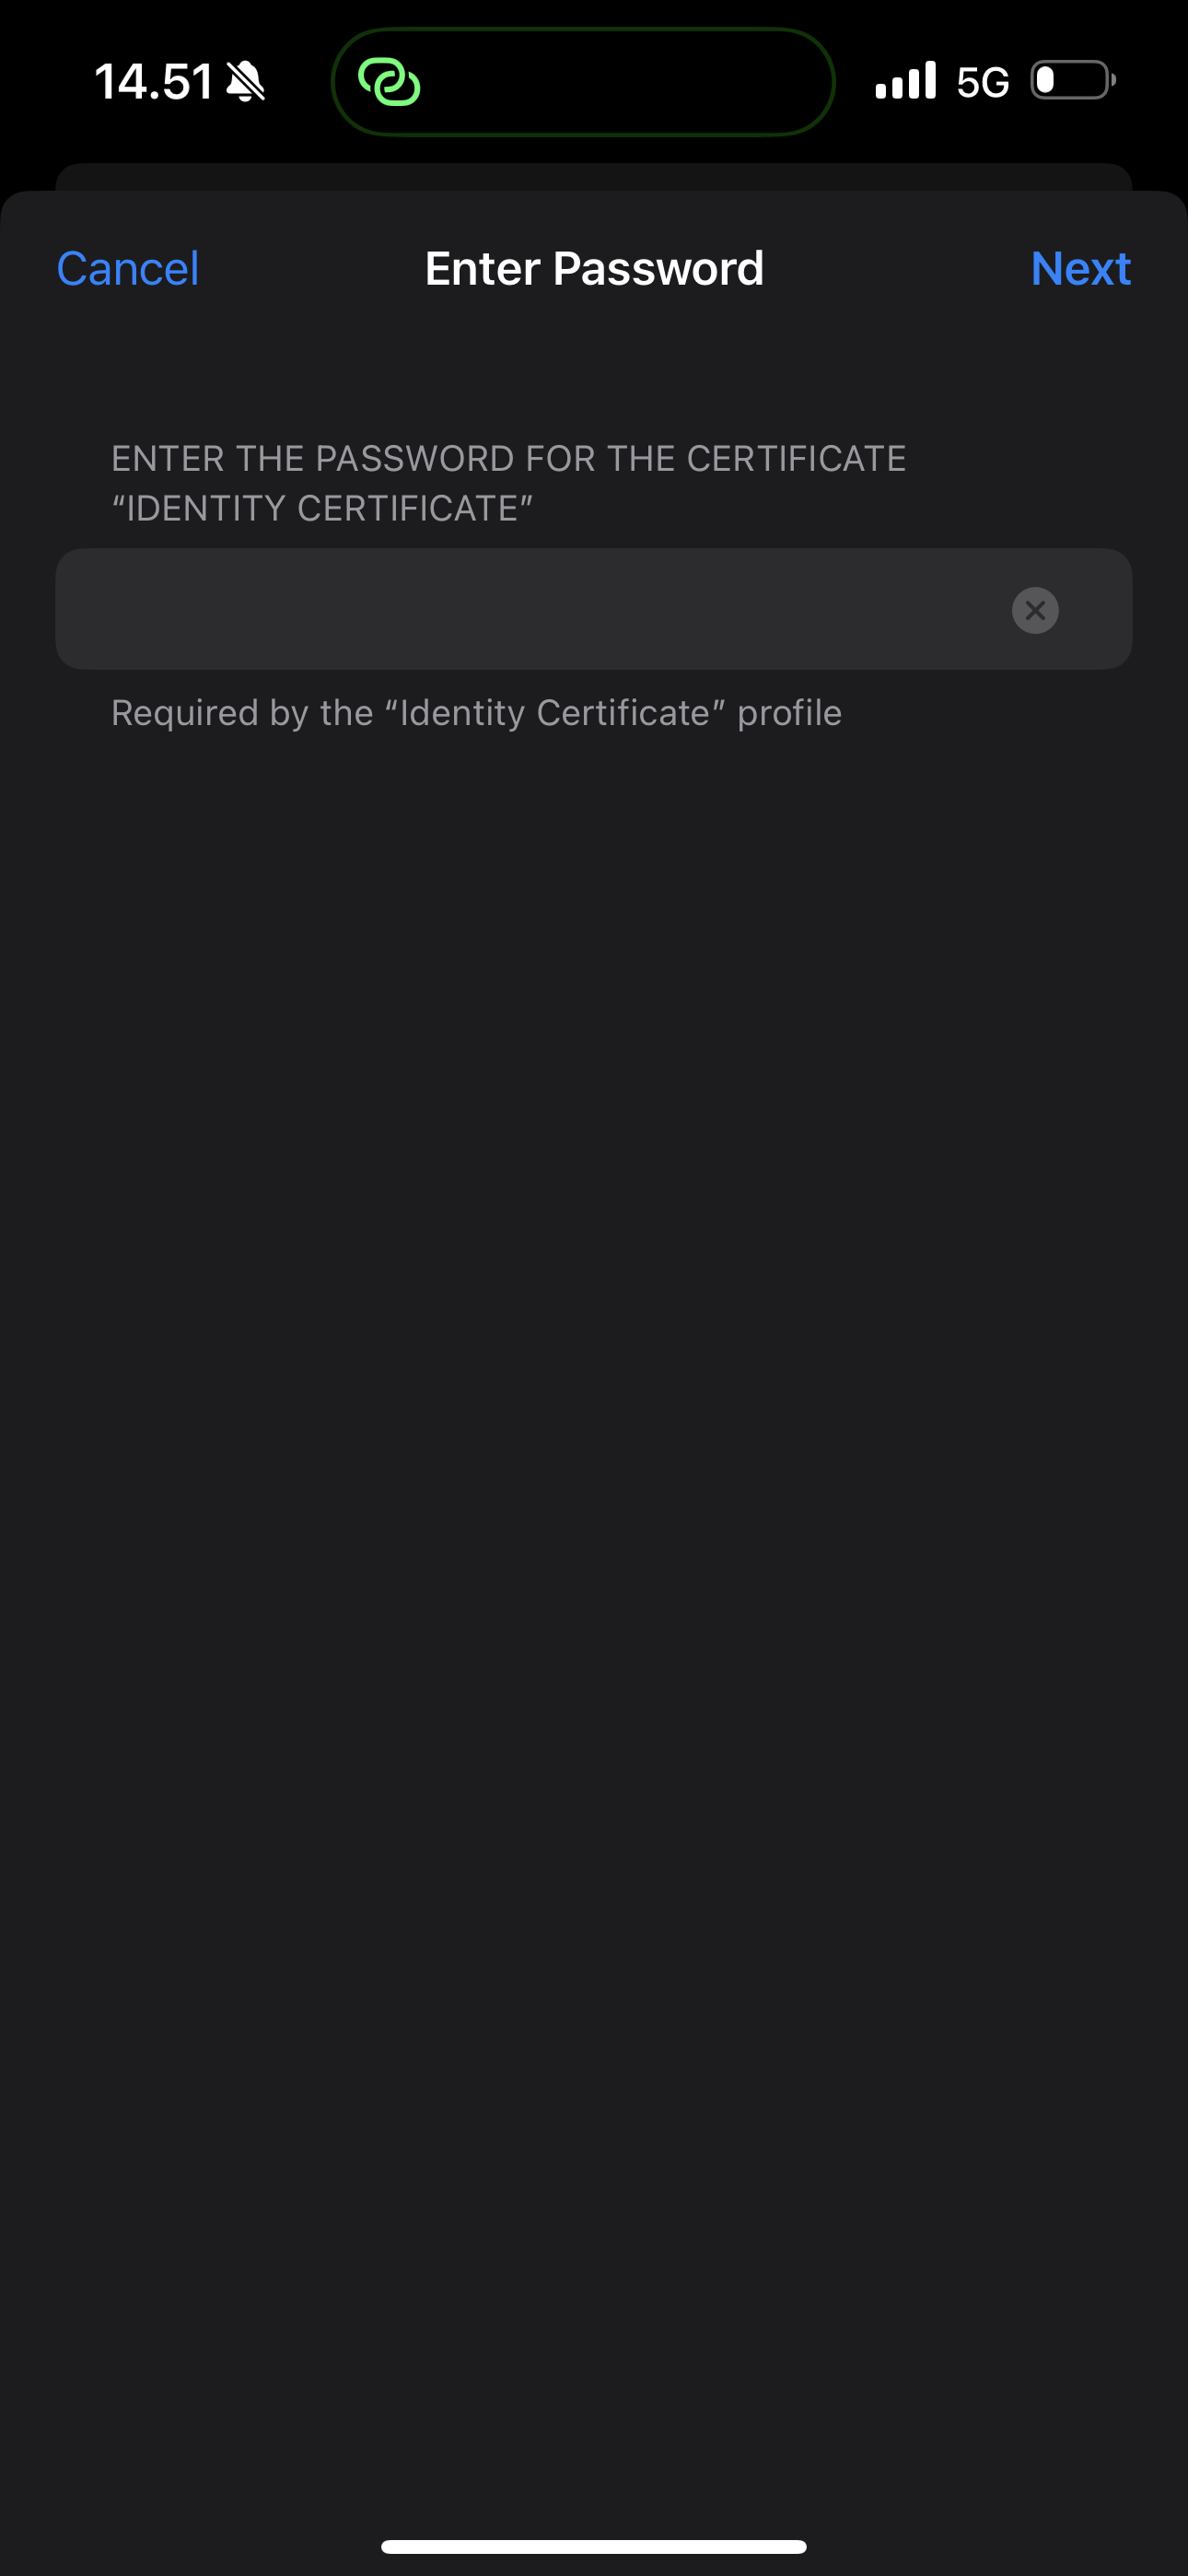 14.51
5G
Cancel
Enter Password
Next
ENTER THE PASSWORD FOR THE CERTIFICATE
“IDENTITY CERTIFICATE”
Required by the “Identity Certificate” profile